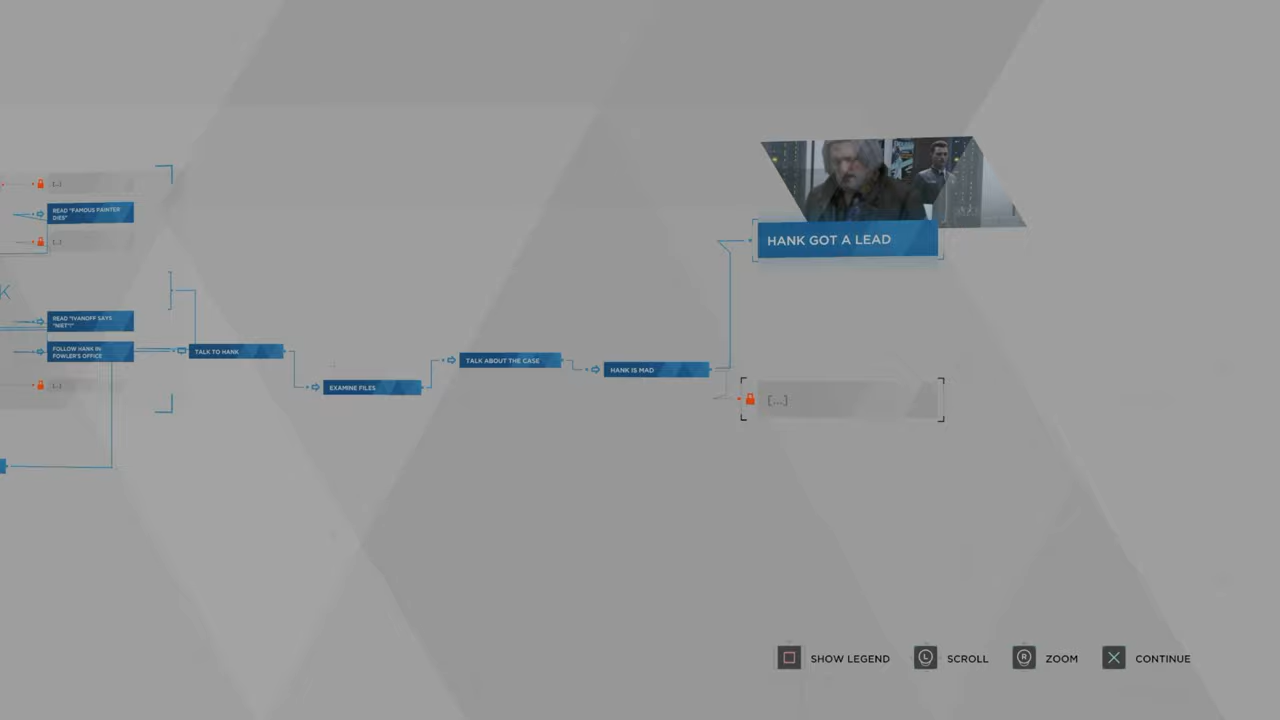 [...]
READ "FAMOUS PAINTER
DIES"
[...]
K
READ "IVANOFF SAYS
"NIET"!"
FOLLOW HANK IN
FOWLER'S OFFICE
[...]
TALK TO HANK
EXAMINE FILES
TALK ABOUT THE CASE
HANK IS MAD
HANK GOT A LEAD
[...]
SHOW LEGEND
L SCROLL
R ZOOM
CONTINUE